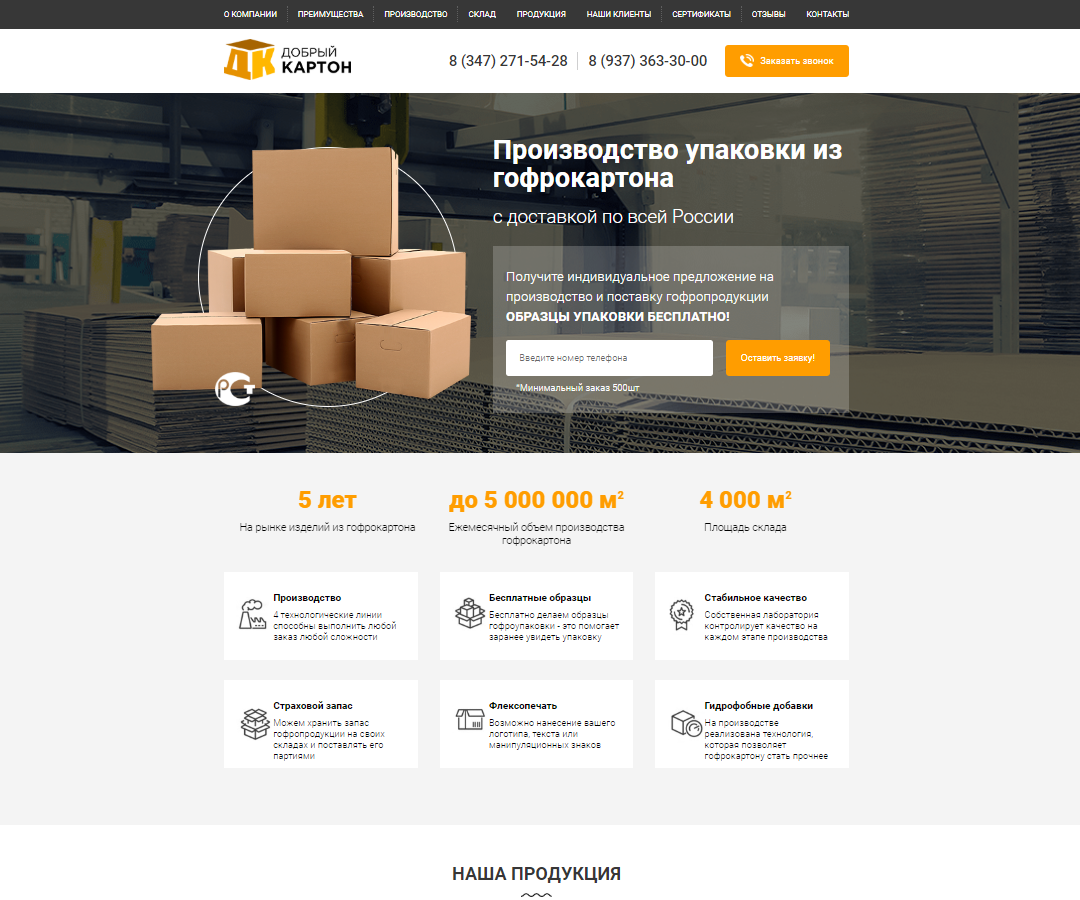 О КОМПАНИИ
ПРЕИМУЩЕСТВА
ПРОИЗВОДСТВО
СКЛАД
ПРОДУКЦИЯ
НАШИ КЛИЕНТЫ
СЕРТИФИКАТЫ
ОТЗЫВЫ
КОНТАКТЫ
ДК
ДОБРЫЙ
КАРТОН
8 (347) 271-54-28
8 (937) 363-30-00
Заказать звонок
Производство упаковки из
гофрокартона
с доставкой по всей России
Получите индивидуальное предложение на
производство и поставку гофропродукции
ОБРАЗЦЫ УПАКОВКИ БЕСПЛАТНО!
Введите номер телефона
Оставить заявку!
*Минимальный заказ 500шт
РСТ
5 лет
На рынке изделий из гофрокартона
до 5 000 000 м²
Ежемесячный объем производства
гофрокартона
4 000 м²
Площадь склада
Производство
4 технологические линии
способны выполнить любой
заказ любой сложности
Бесплатные образцы
Бесплатно делаем образцы
гофроупаковки - это помогает
заранее увидеть упаковку
Стабильное качество
Собственная лаборатория
контролирует качество на
каждом этапе производства
Страховой запас
Можем хранить запас
гофропродукции на своих
складах и поставлять его
партиями
Флексопечать
Возможно нанесение вашего
логотипа, текста или
манипуляционных знаков
Гидрофобные добавки
На производстве
реализована технология,
которая позволяет
гофрокартону стать прочнее
НАША ПРОДУКЦИЯ